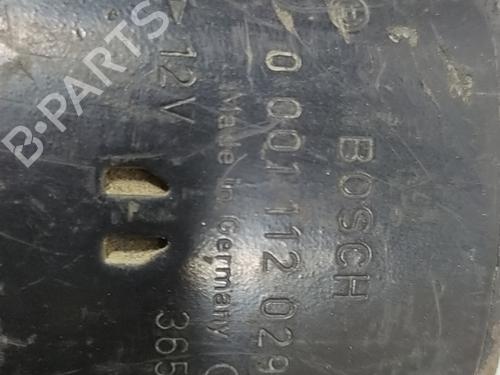 BOSCH
0 001 112 029
Made in Germany
12V
365
B-PARTS